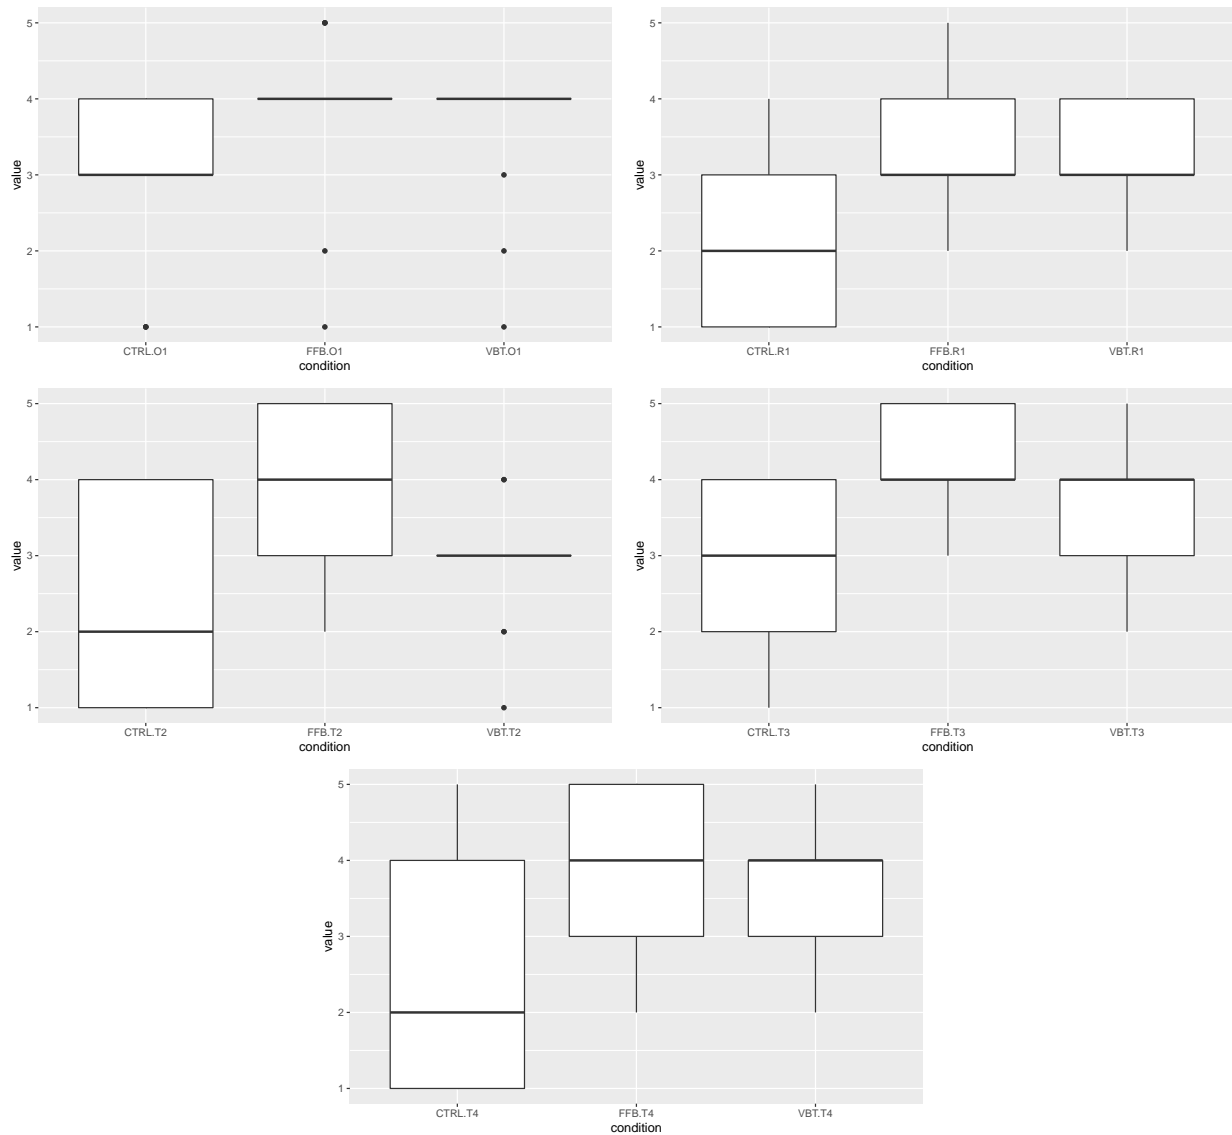 5
4
3
2
1
value
CTRL.O1 FFB.O1 VBT.O1
condition
5
4
3
2
1
value
CTRL.R1 FFB.R1 VBT.R1
condition
5
4
3
2
1
value
CTRL.T2 FFB.T2 VBT.T2
condition
5
4
3
2
1
value
CTRL.T3 FFB.T3 VBT.T3
condition
5
4
3
2
1
value
CTRL.T4 FFB.T4 VBT.T4
condition